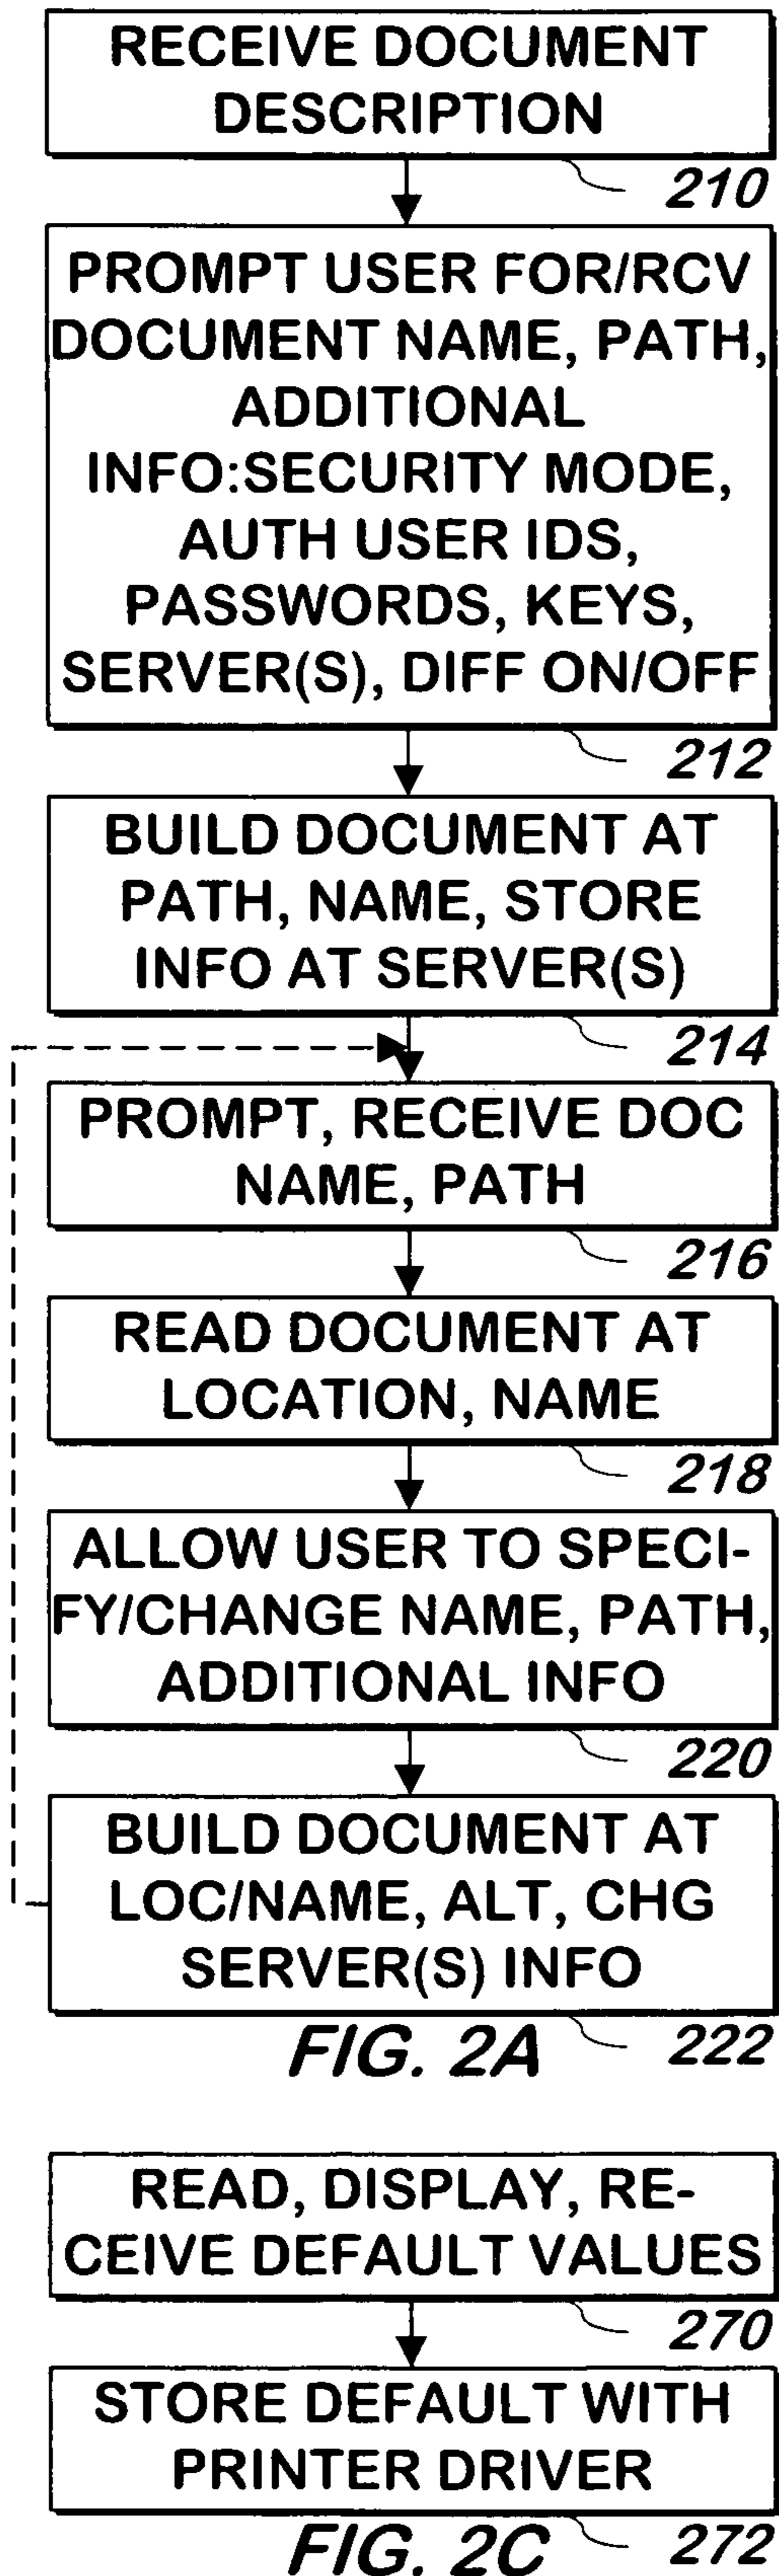 RECEIVE DOCUMENT
DESCRIPTION
210
PROMPT USER FOR/RCV
DOCUMENT NAME, PATH,
ADDITIONAL
INFO:SECURITY MODE,
AUTH USER IDS,
PASSWORDS, KEYS,
SERVER(S), DIFF ON/OFF
212
BUILD DOCUMENT AT
PATH, NAME, STORE
INFO AT SERVER(S)
214
PROMPT, RECEIVE DOC
NAME, PATH
216
READ DOCUMENT AT
LOCATION, NAME
218
ALLOW USER TO SPECI-
FY/CHANGE NAME, PATH,
ADDITIONAL INFO
220
BUILD DOCUMENT AT
LOC/NAME, ALT, CHG
SERVER(S) INFO
FIG. 2A 222
READ, DISPLAY, RE-
CEIVE DEFAULT VALUES
270
STORE DEFAULT WITH
PRINTER DRIVER
FIG. 2C 272